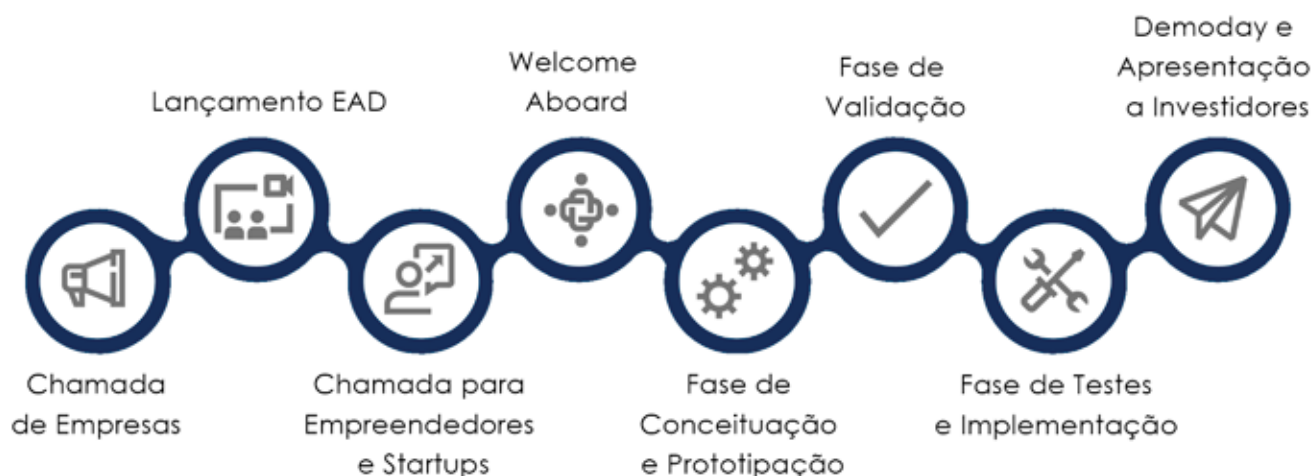 Chamada
de Empresas
Lançamento EAD
Chamada para
Empreendedores
e Startups
Welcome
Aboard
Fase de
Conceituação
e Prototipação
Fase de
Validação
Fase de Testes
e Implementação
Demoday e
Apresentação
a Investidores